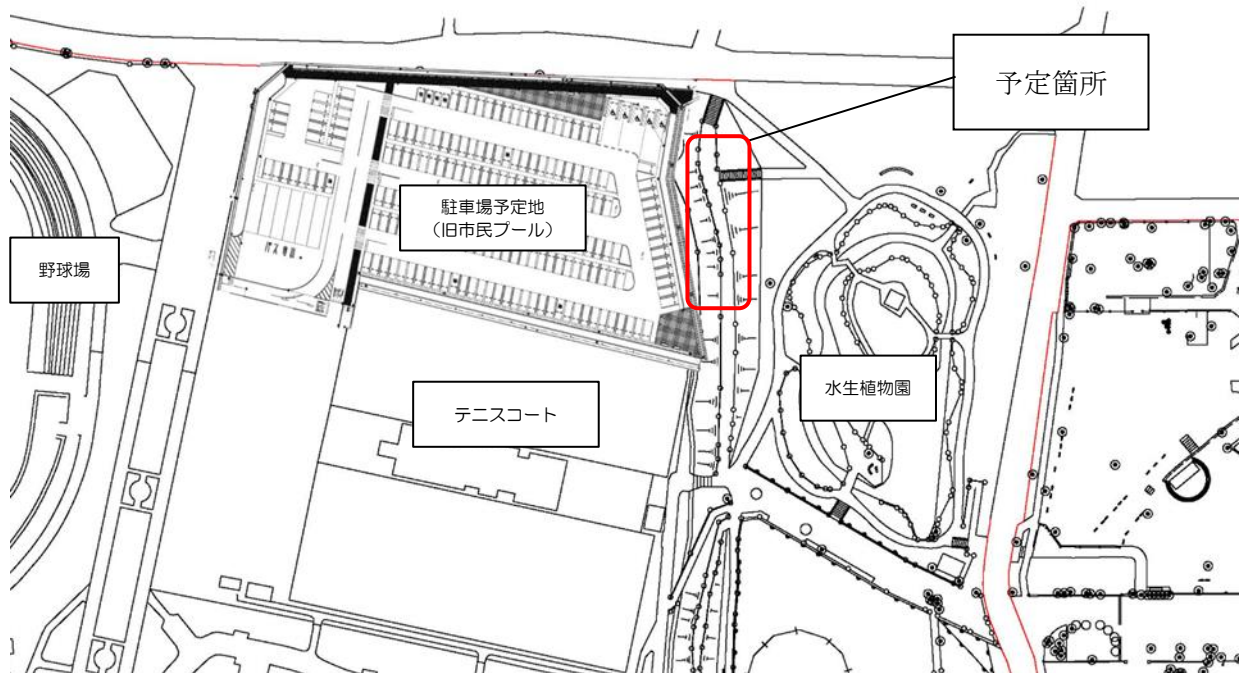 予定箇所
駐車場予定地
（旧市民プール）
野球場
テニスコート
水生植物園